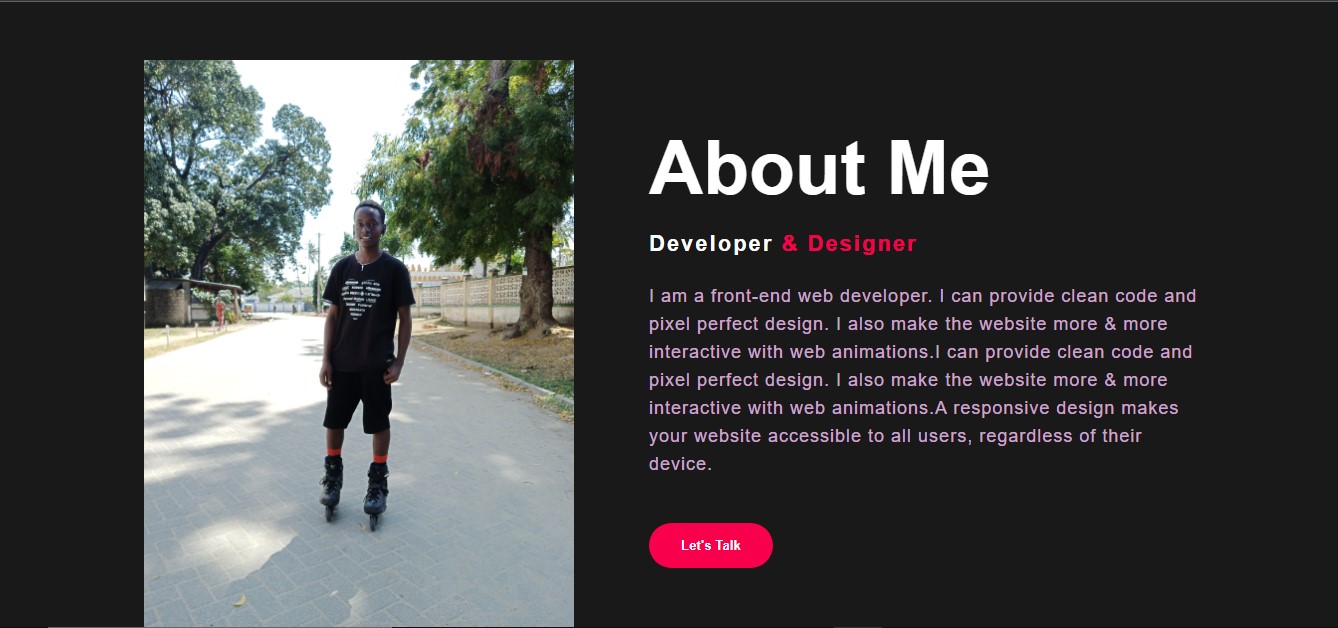 About Me
Developer & Designer
I am a front-end web developer. I can provide clean code and
pixel perfect design. I also make the website more & more
interactive with web animations.I can provide clean code and
pixel perfect design. I also make the website more & more
interactive with web animations.A responsive design makes
your website accessible to all users, regardless of their
device.
Let's Talk